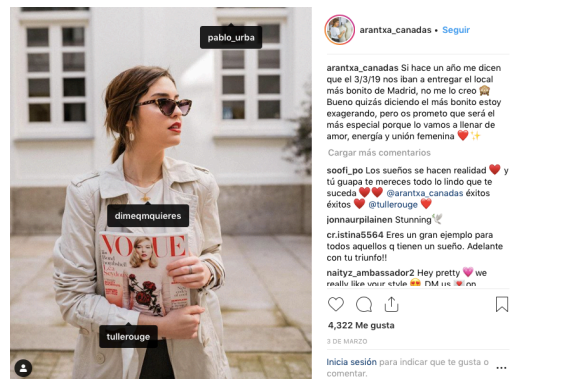 pablo_urba
dimeqmquieres
VOGUE
tullerouge
arantxa_canadas • Seguir
arantxa_canadas Si hace un año me dicen
que el 3/3/19 nos iban a entregar el local
más bonito de Madrid, no me lo creo 🙊
Bueno quizás diciendo el más bonito estoy
exagerando, pero os prometo que será el
más especial porque lo vamos a llenar de
amor, energía y unión femenina ❤️✨
Cargar más comentarios
soofi_po Los sueños se hacen realidad ❤️ y
tú guapa te mereces todo lo lindo que te
suceda ❤️❤️ @arantxa_canadas éxitos
éxitos ❤️ @tullerouge ❤️
jonnaurpilainen Stunning🕊
cr.istina5564 Eres un gran ejemplo para
todos aquellos q tienen un sueño. Adelante
con tu triunfo!!
naityz_ambassador2 Hey pretty 💗 we
really like your style 😍 DM us 💌 on
4,322 Me gusta
3 DE MARZO
Inicia sesión para indicar que te gusta o
comentar.